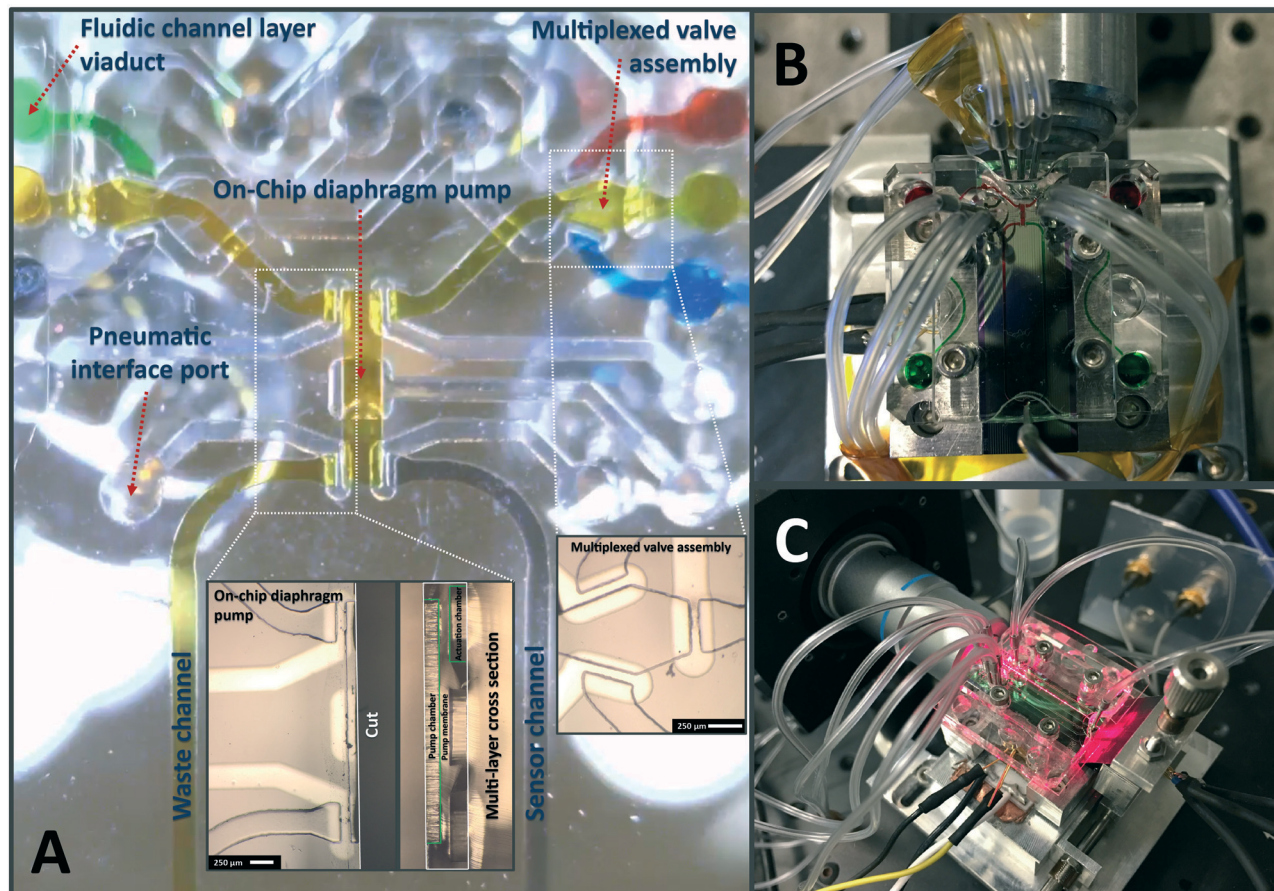 Fluidic channel layer
viaduct
Multiplexed valve
assembly
On-Chip diaphragm pump
Pneumatic
interface port
Waste channel
On-chip diaphragm
pump
250 µm
Cut
Pump chamber
Pump membrane
Actuation chamber
Multi-layer cross section
Sensor channel
Multiplexed valve assembly
250 µm
A
B
C